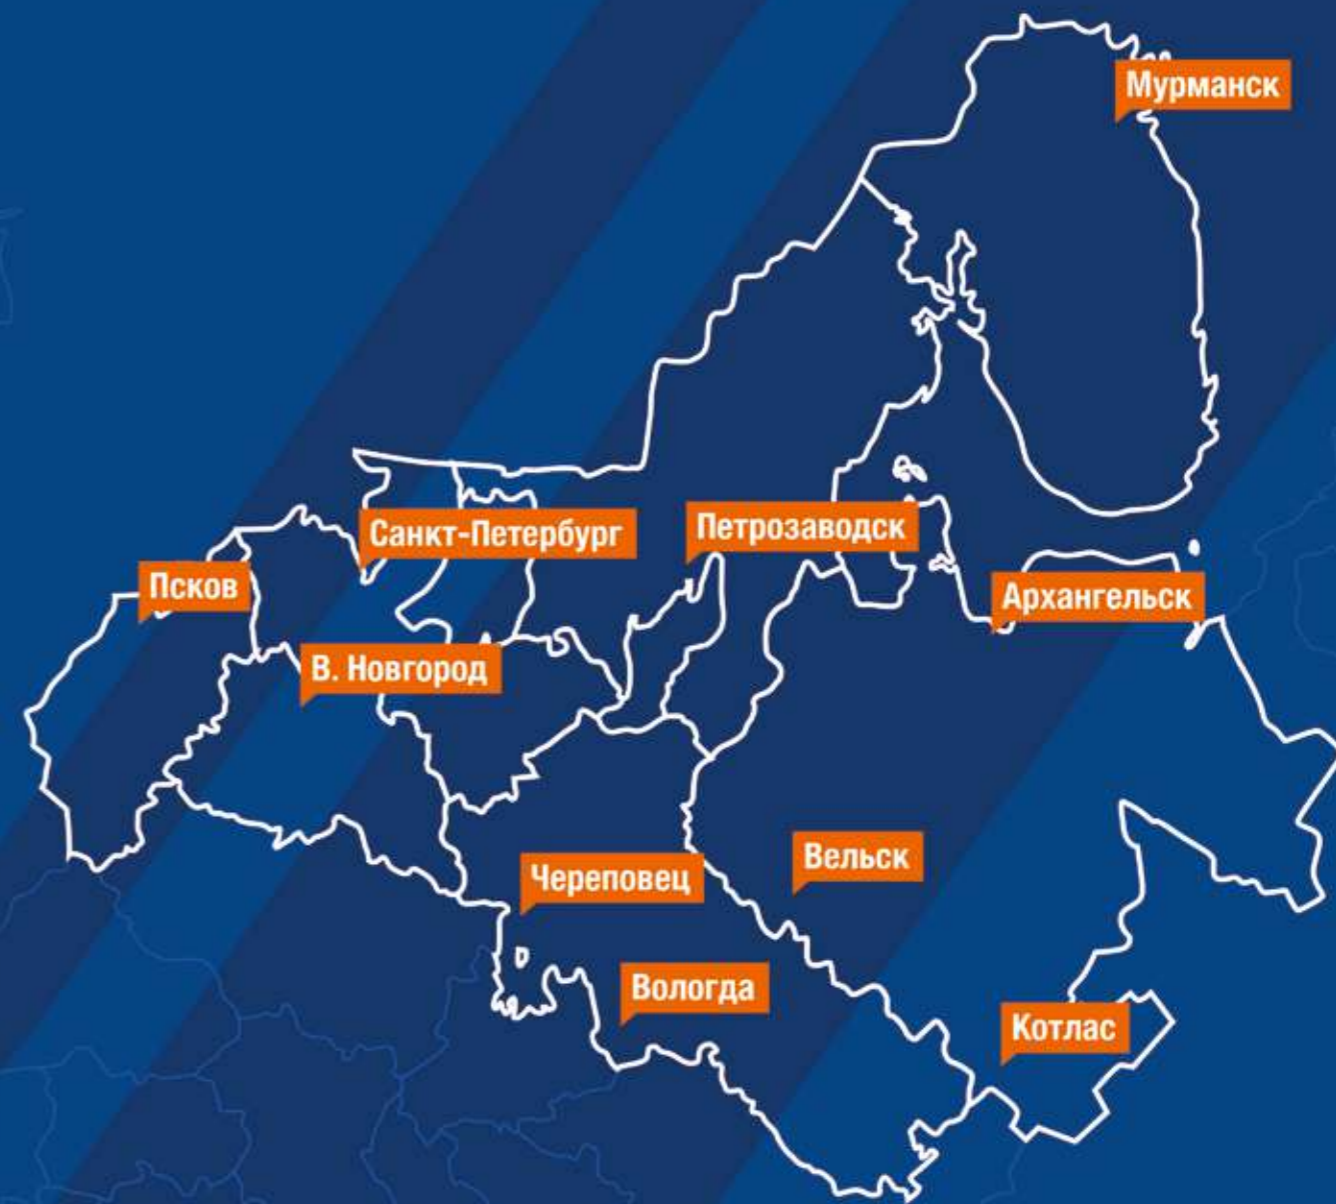 Мурманск
Санкт-Петербург
Петрозаводск
Псков
Архангельск
В. Новгород
Вельск
Череповец
Вологда
Котлас